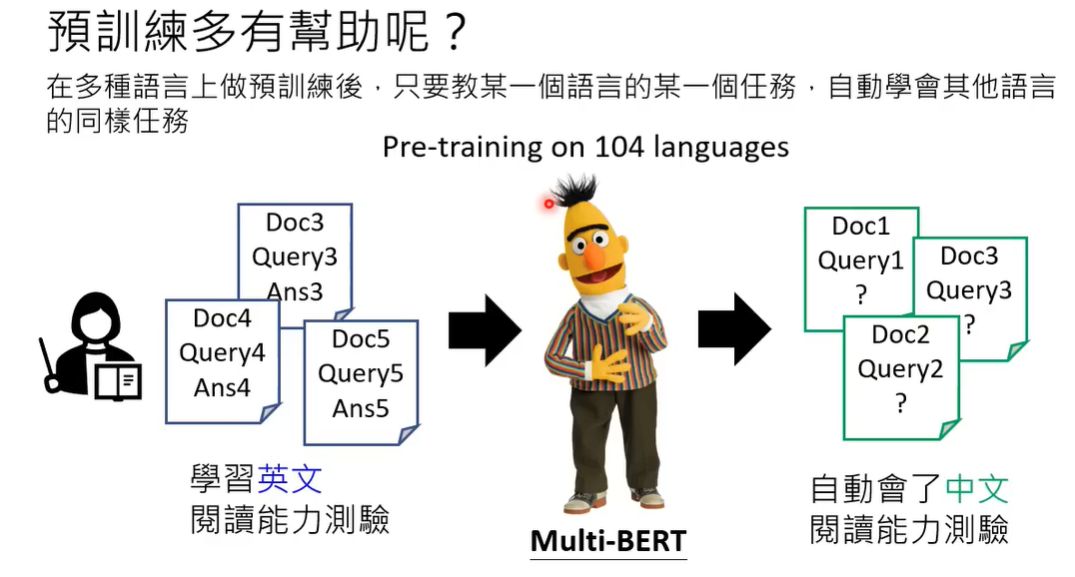 預訓練多有幫助呢？
在多種語言上做預訓練後，只要教某一個語言的某一個任務，自動學會其他語言
的同樣任務
Pre-training on 104 languages
Doc3
Query3
Ans3
Doc4
Query4
Ans4
Doc5
Query5
Ans5
學習英文
閱讀能力測驗
Multi-BERT
Doc1
Query1
?
Doc3
Query3
?
Doc2
Query2
?
自動會了中文
閱讀能力測驗